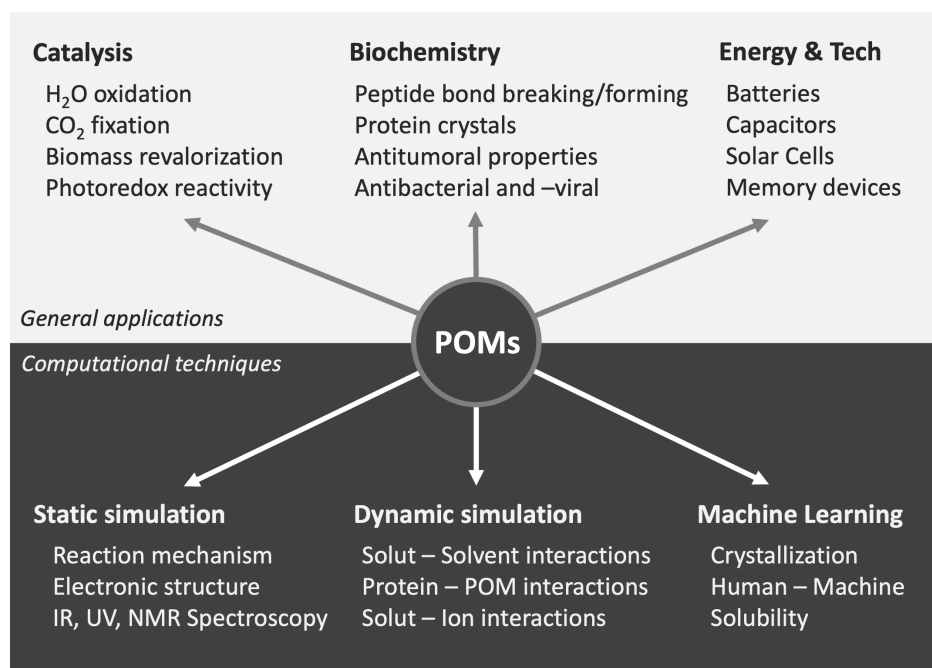 Catalysis
H₂O oxidation
CO₂ fixation
Biomass revalorization
Photoredox reactivity
Biochemistry
Peptide bond breaking/forming
Protein crystals
Antitumoral properties
Antibacterial and –viral
Energy & Tech
Batteries
Capacitors
Solar Cells
Memory devices
General applications
POMs
Computational techniques
Static simulation
Reaction mechanism
Electronic structure
IR, UV, NMR Spectroscopy
Dynamic simulation
Solut – Solvent interactions
Protein – POM interactions
Solut – Ion interactions
Machine Learning
Crystallization
Human – Machine
Solubility